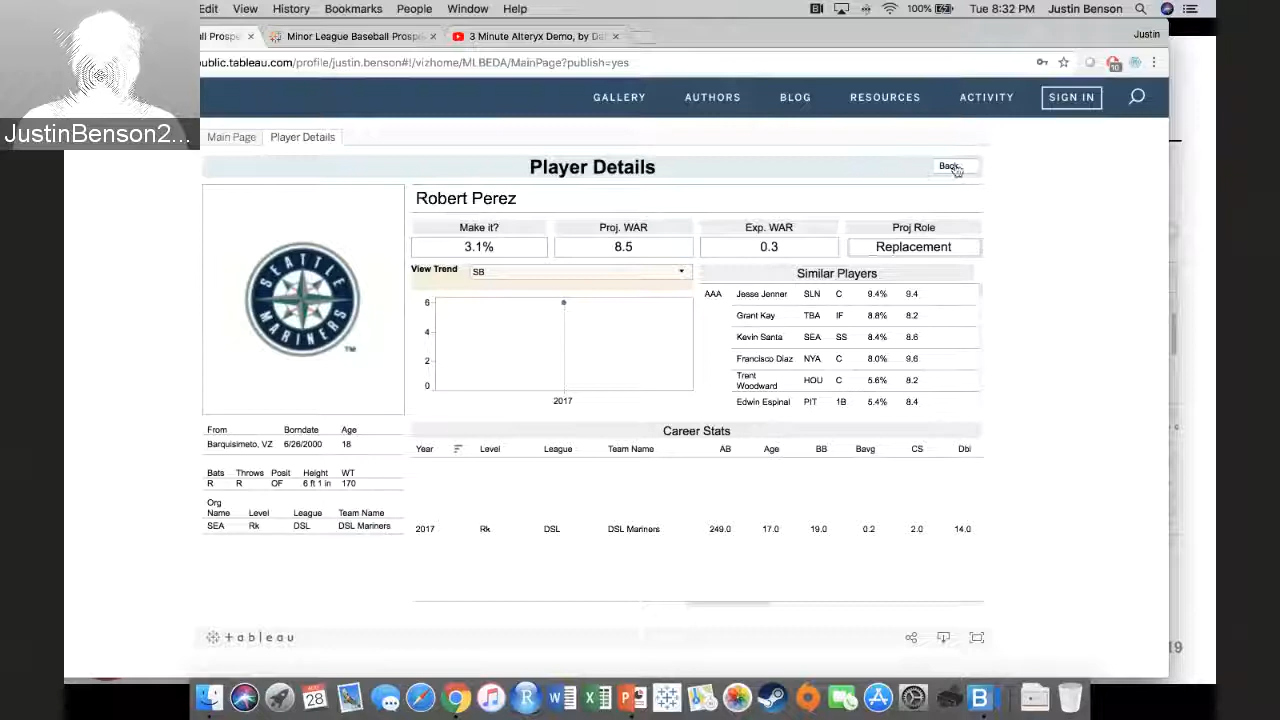 Edit View History Bookmarks People Window Help 100% Tue 8:32 PM Justin Benson
Minor League Baseball Prospe × 3 Minute Alteryx Demo, by Da × Justin
public.tableau.com/profile/justin.benson#!/vizhome/MLBEDA/MainPage?publish=yes
GALLERY AUTHORS BLOG RESOURCES ACTIVITY SIGN IN
JustinBenson2...
Main Page Player Details
Player Details
Robert Perez
Make it? Proj. WAR Exp. WAR Proj Role
3.1% 8.5 0.3 Replacement
View Trend SB
Similar Players
AAA Jesse Jenner SLN C 9.4% 9.4
Grant Kay TBA IF 8.8% 8.2
Kevin Santa SEA SS 8.4% 8.6
Francisco Diaz NYA C 8.0% 9.6
Trent Woodward HOU C 5.6% 8.2
Edwin Espinal PIT 1B 5.4% 8.4
6
4
2
0
2017
SEATTLE
MARINERS
TM
From Borndate Age
Barquisimeto, VZ 6/26/2000 18
Bats Throws Posit Height WT
R R OF 6 ft 1 in 170
Org Name Level League Team Name
SEA Rk DSL DSL Mariners
Career Stats
Year Level League Team Name AB Age BB Bavg CS Dbl
2017 Rk DSL DSL Mariners 249.0 17.0 19.0 0.2 2.0 14.0
+ a b l e a u
19
28